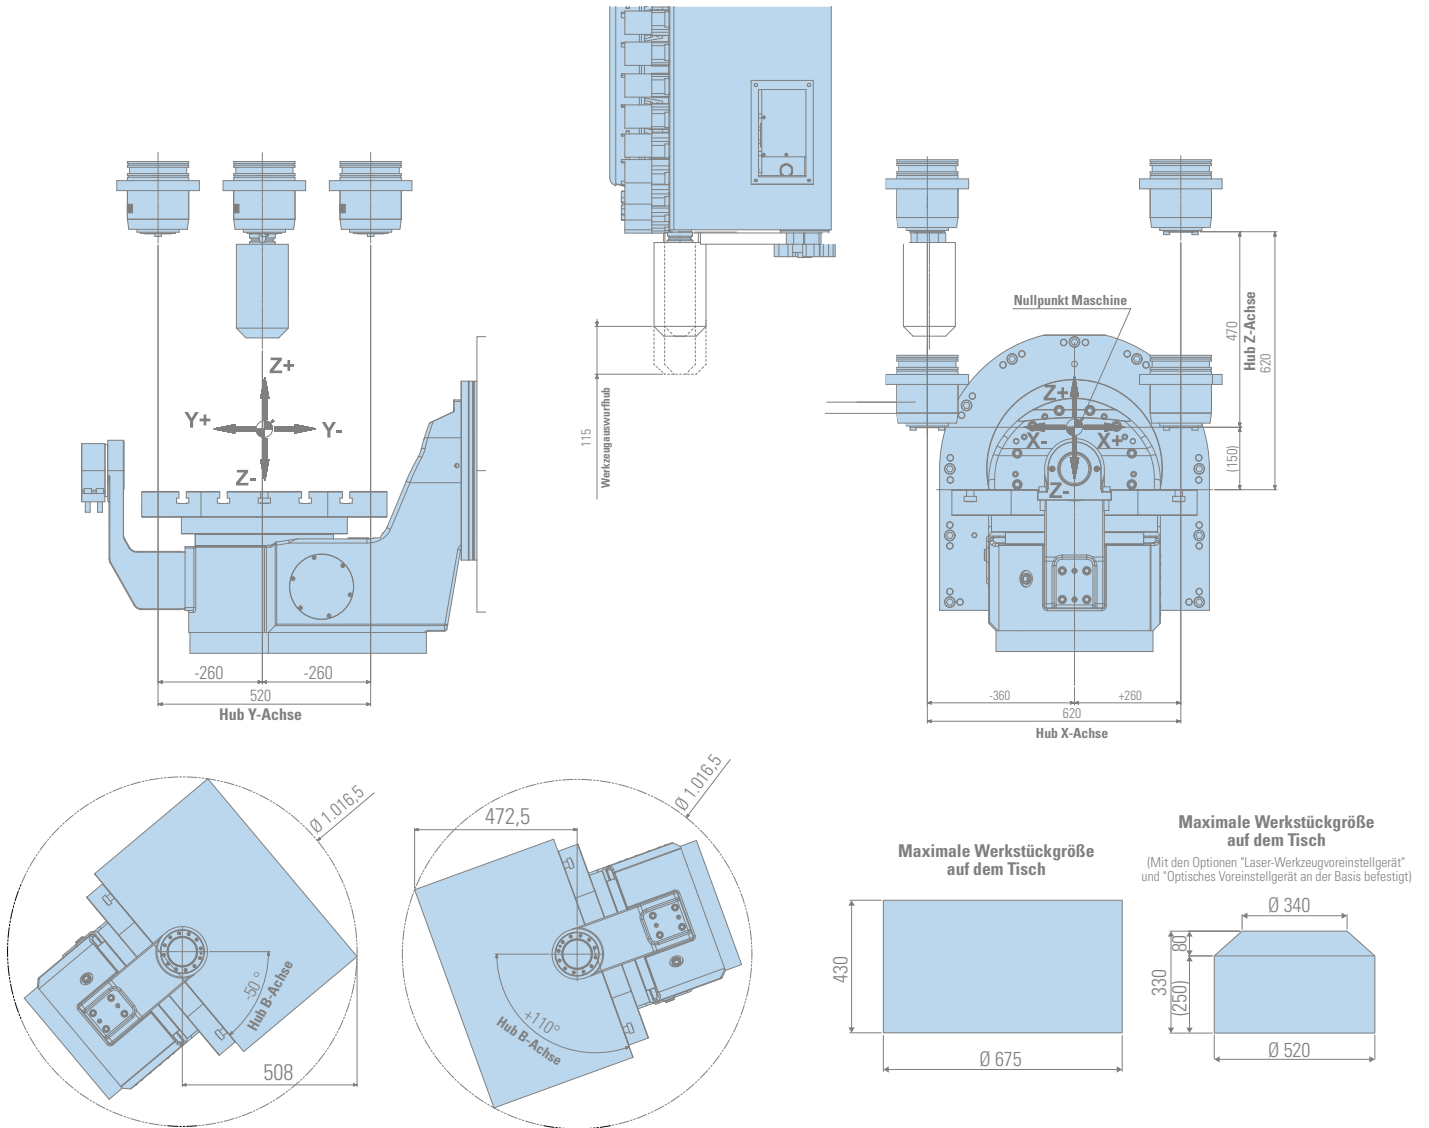 Z+
Y+
Y-
Z-
-260
-260
520
Hub Y-Achse
115
Werkzeugauswurfhub
Nullpunkt Maschine
Z+
X-
X+
Z-
470
Hub Z-Achse
620
(150)
-360
+260
620
Hub X-Achse
Ø 1.016,5
-50°
Hub B-Achse
508
Ø 1.016,5
472,5
+110°
Hub B-Achse
Maximale Werkstückgröße
auf dem Tisch
430
Ø 675
Maximale Werkstückgröße
auf dem Tisch
(Mit den Optionen "Laser-Werkzeugvoreinstellgerät"
und "Optisches Voreinstellgerät an der Basis befestigt)
Ø 340
80
330
(250)
Ø 520